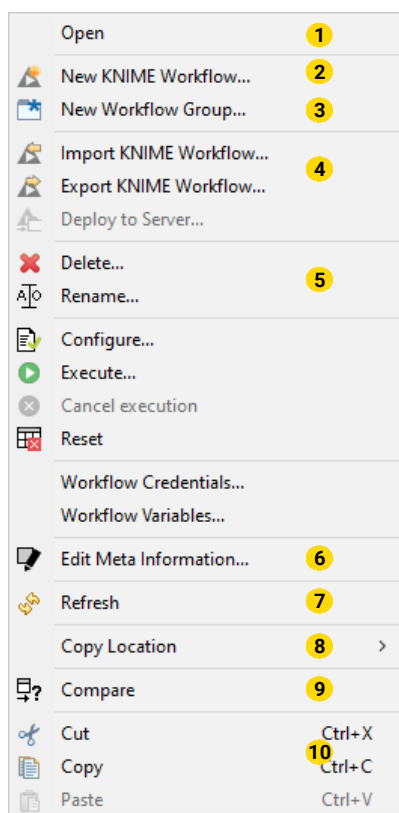 Open 1
New KNIME Workflow... 2
New Workflow Group... 3
Import KNIME Workflow...
4
Export KNIME Workflow...
Deploy to Server...
Delete...
5
Rename...
Configure...
Execute...
Cancel execution
Reset
Workflow Credentials...
Workflow Variables...
Edit Meta Information... 6
Refresh 7
Copy Location 8
Compare 9
Cut Ctrl+X
10
Copy Ctrl+C
Paste Ctrl+V